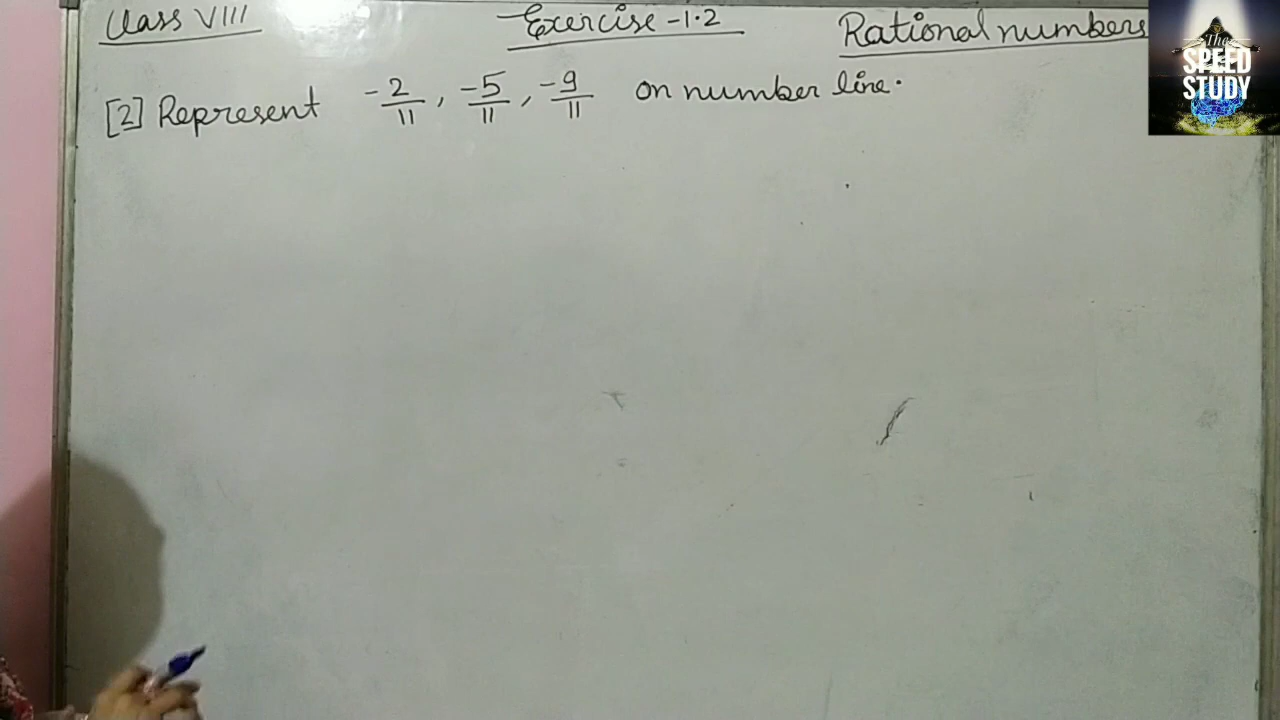 Class VIII Exercise-1.2 Rational numbers
[2] Represent -2/11, -5/11, -9/11 on number line.
The
SPEED
STUDY